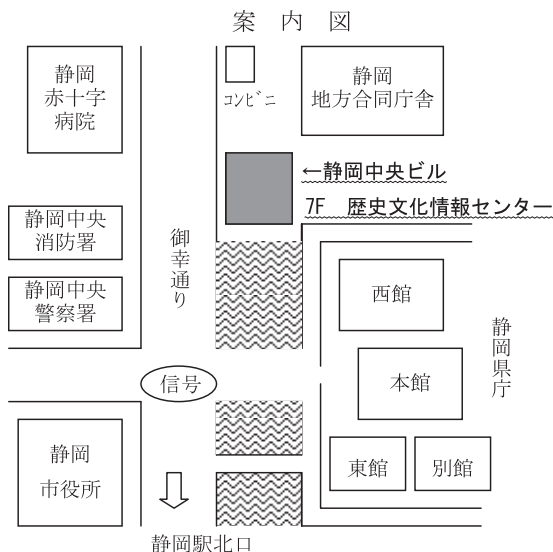 案内図
静岡
赤十字
病院
コンビニ
静岡
地方合同庁舎
←静岡中央ビル
7F 歴史文化情報センター
静岡中央
消防署
静岡中央
警察署
御幸通り
西館
本館
静岡県庁
信号
東館
別館
静岡
市役所
静岡駅北口